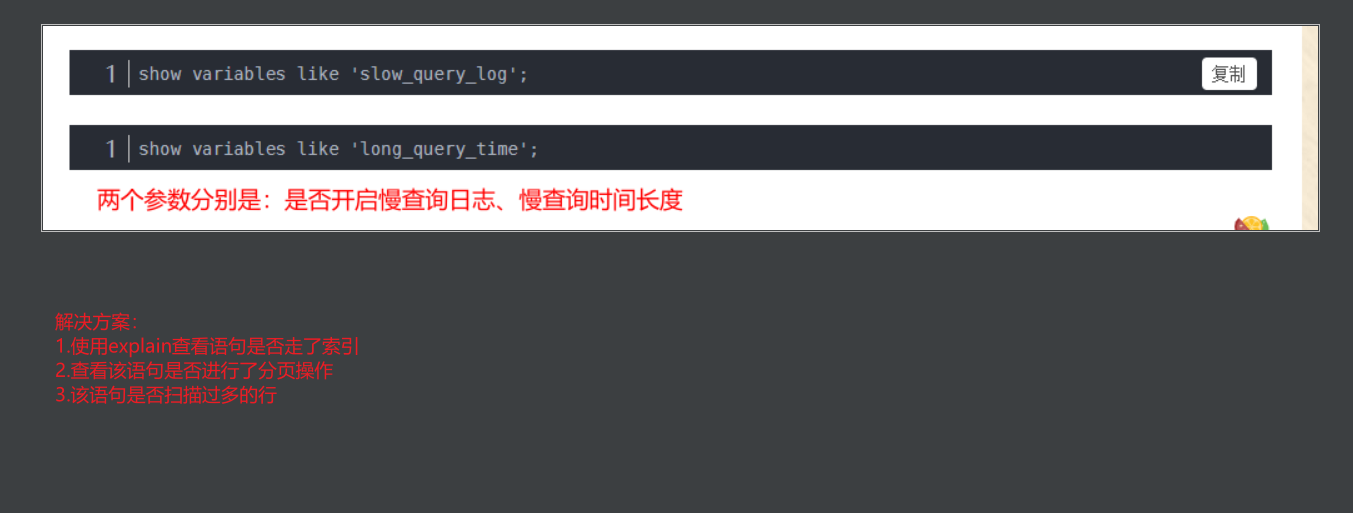 1 show variables like 'slow_query_log';
复制
1 show variables like 'long_query_time';
两个参数分别是：是否开启慢查询日志、慢查询时间长度
解决方案：
1.使用explain查看语句是否走了索引
2.查看该语句是否进行了分页操作
3.该语句是否扫描过多的行